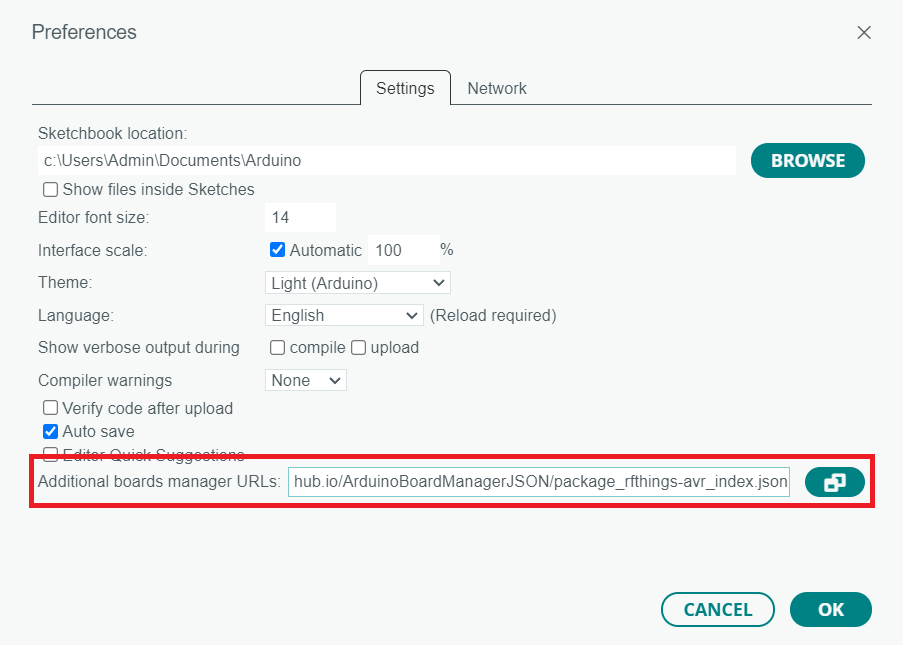 Preferences
Settings Network
Sketchbook location:
c:\Users\Admin\Documents\Arduino BROWSE
Show files inside Sketches
Editor font size: 14
Interface scale: Automatic 100 %
Theme: Light (Arduino)
Language: English (Reload required)
Show verbose output during compile upload
Compiler warnings None
Verify code after upload
Auto save
Editor Quick Suggestions
Additional boards manager URLs: hub.io/ArduinoBoardManagerJSON/package_rfthings-avr_index.json
CANCEL OK